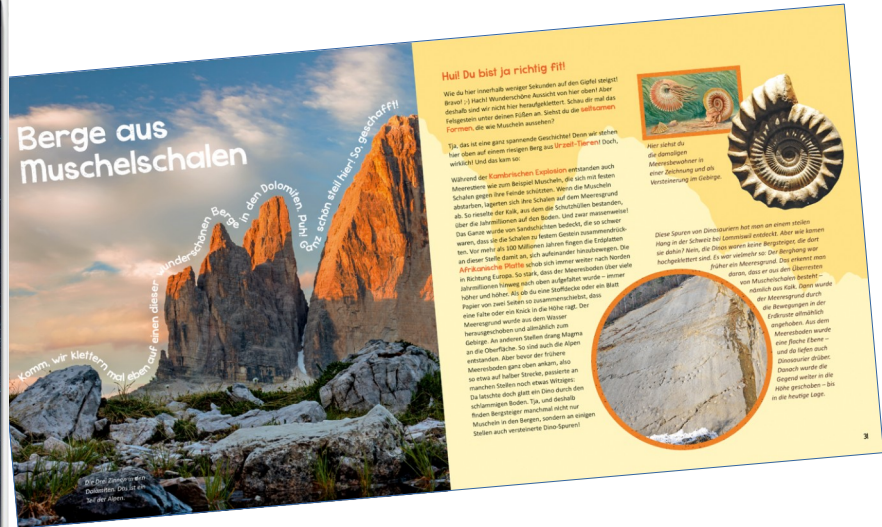 Berge aus
Muschelschalen
Komm, wir klettern mal eben auf einen dieser wunderschönen Berge in den Dolomiten. Puh! Ganz schön steil hier! So, geschafft!
Die Drei Zinnen in den
Dolomiten. Das ist ein
Teil der Alpen.
Hui! Du bist ja richtig fit!
Wie du hier innerhalb weniger Sekunden auf den Gipfel steigst!
Bravo! ;-) Hach! Wunderschöne Aussicht von hier oben! Aber
deshalb sind wir nicht hier heraufgeklettert. Schau dir mal das
Felsgestein unter deinen Füßen an. Siehst du die seltsamen
Formen, die wie Muscheln aussehen?
Tja, das ist eine ganz spannende Geschichte! Denn wir stehen
hier oben auf einem riesigen Berg aus Urzeit-Tieren! Doch,
wirklich! Und das kam so:
Während der Kambrischen Explosion entstanden auch
Meerestiere wie zum Beispiel Muscheln, die sich mit festen
Schalen gegen ihre Feinde schützten. Wenn die Muscheln
abstarben, lagerten sich ihre Schalen auf dem Meeresgrund
ab. So rieselte der Kalk, aus dem die Schutzhüllen bestanden,
über die Jahrmillionen auf den Boden. Und zwar massenweise!
Das Ganze wurde von Sandschichten bedeckt, die so schwer
waren, dass sie die Schalen zu festem Gestein zusammendrück-
ten. Vor mehr als 100 Millionen Jahren fingen die Erdplatten
an dieser Stelle damit an, sich aufeinander hinzubewegen. Die
Afrikanische Platte schob sich immer weiter nach Norden
in Richtung Europa. So stark, dass der Meeresboden über viele
Jahrmillionen hinweg nach oben aufgefaltet wurde – immer
höher und höher. Als ob du eine Stoffdecke oder ein Blatt
Papier von zwei Seiten so zusammenschiebst, dass
eine Falte oder ein Knick in die Höhe ragt. Der
Meeresgrund wurde aus dem Wasser
herausgeschoben und allmählich zum
Gebirge. An anderen Stellen drang Magma
an die Oberfläche. So sind auch die Alpen
entstanden. Aber bevor der frühere
Meeresboden ganz oben ankam, also
so etwa auf halber Strecke, passierte an
manchen Stellen noch etwas Witziges:
Da latschte doch glatt ein Dino durch den
schlammigen Boden. Tja, und deshalb
finden Bergsteiger manchmal nicht nur
Muscheln in den Bergen, sondern an einigen
Stellen auch versteinerte Dino-Spuren!
Hier siehst du
die damaligen
Meeresbewohner in
einer Zeichnung und als
Versteinerung im Gebirge.
Diese Spuren von Dinosauriern hat man an einem steilen
Hang in der Schweiz bei Lommiswil entdeckt. Aber wie kamen
sie dahin? Nein, die Dinos waren keine Bergsteiger, die dort
hochgeklettert sind. Es war vielmehr so: Der Berghang war
früher ein Meeresgrund. Das erkennt man
daran, dass er aus den Überresten
von Muschelschalen besteht –
nämlich aus Kalk. Dann wurde
der Meeresgrund durch
die Bewegungen in der
Erdkruste allmählich
angehoben. Aus dem
Meeresboden wurde
eine flache Ebene –
und da liefen auch
Dinosaurier drüber.
Danach wurde die
Gegend weiter in die
Höhe geschoben – bis
in die heutige Lage.
31